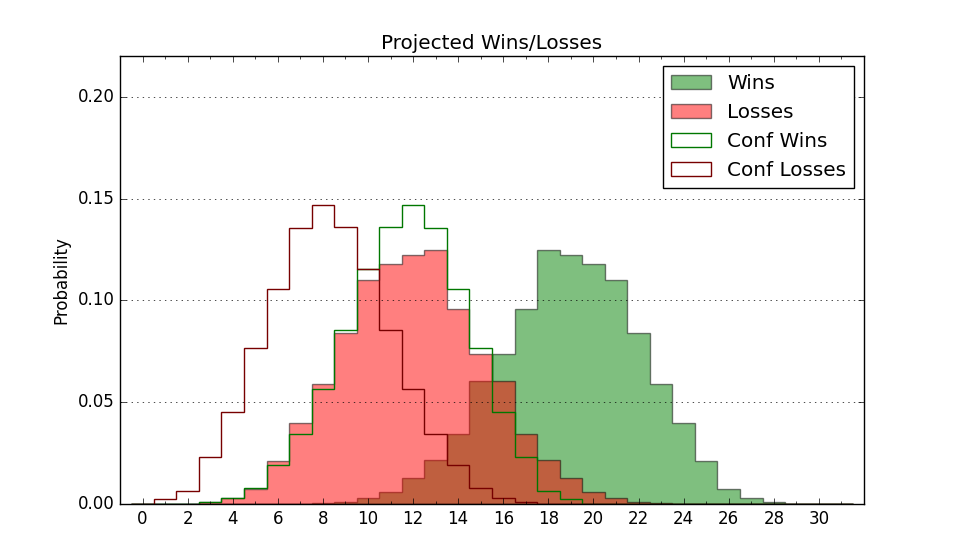 Projected Wins/Losses
Wins
Losses
Conf Wins
Conf Losses
Probability
0.20
0.15
0.10
0.05
0.00
0 2 4 6 8 10 12 14 16 18 20 22 24 26 28 30